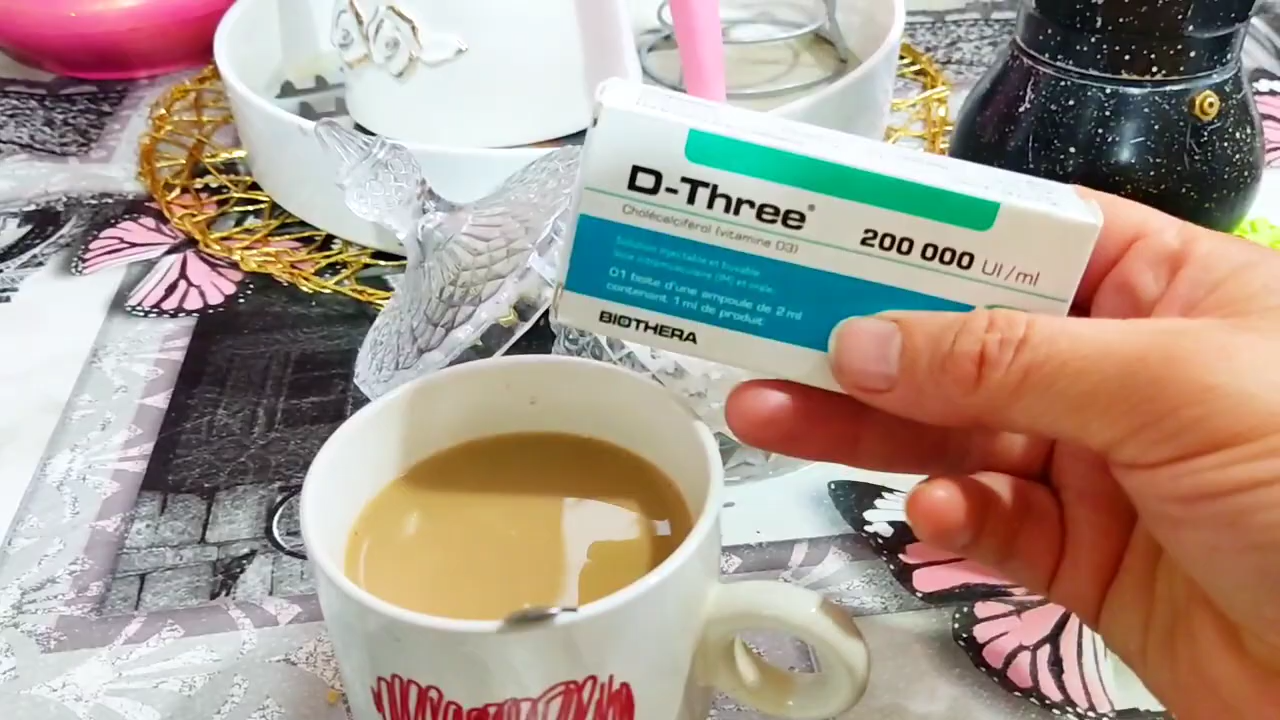 D-Three®
Cholécalciférol (vitamine D3)
200 000 UI/ml
Solution injectable et buvable
Voie intramusculaire (IM) et orale
01 boite d'une ampoule de 2 ml
contenant 1 ml de produit
BIOTHERA